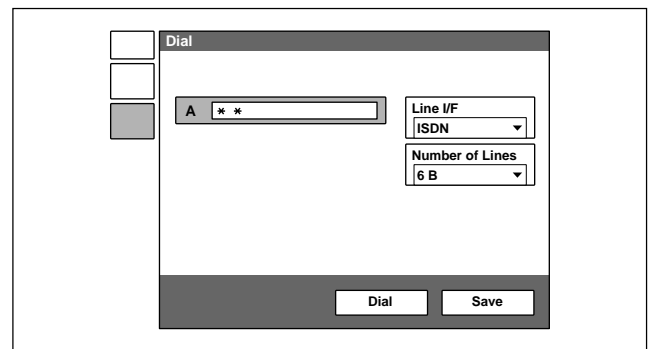 Dial
A ＊ ＊
Line I/F
ISDN
Number of Lines
6 B
Dial
Save